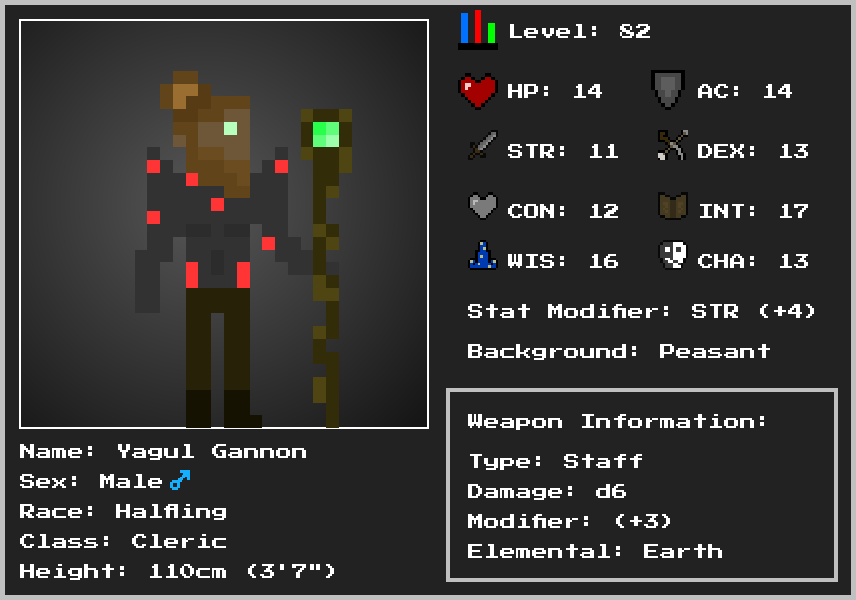 Level: 82
HP: 14
AC: 14
STR: 11
DEX: 13
CON: 12
INT: 17
WIS: 16
CHA: 13
Stat Modifier: STR (+4)
Background: Peasant
Name: Yagul Gannon
Sex: Male ♂
Race: Halfling
Class: Cleric
Height: 110cm (3'7")
Weapon Information:
Type: Staff
Damage: d6
Modifier: (+3)
Elemental: Earth